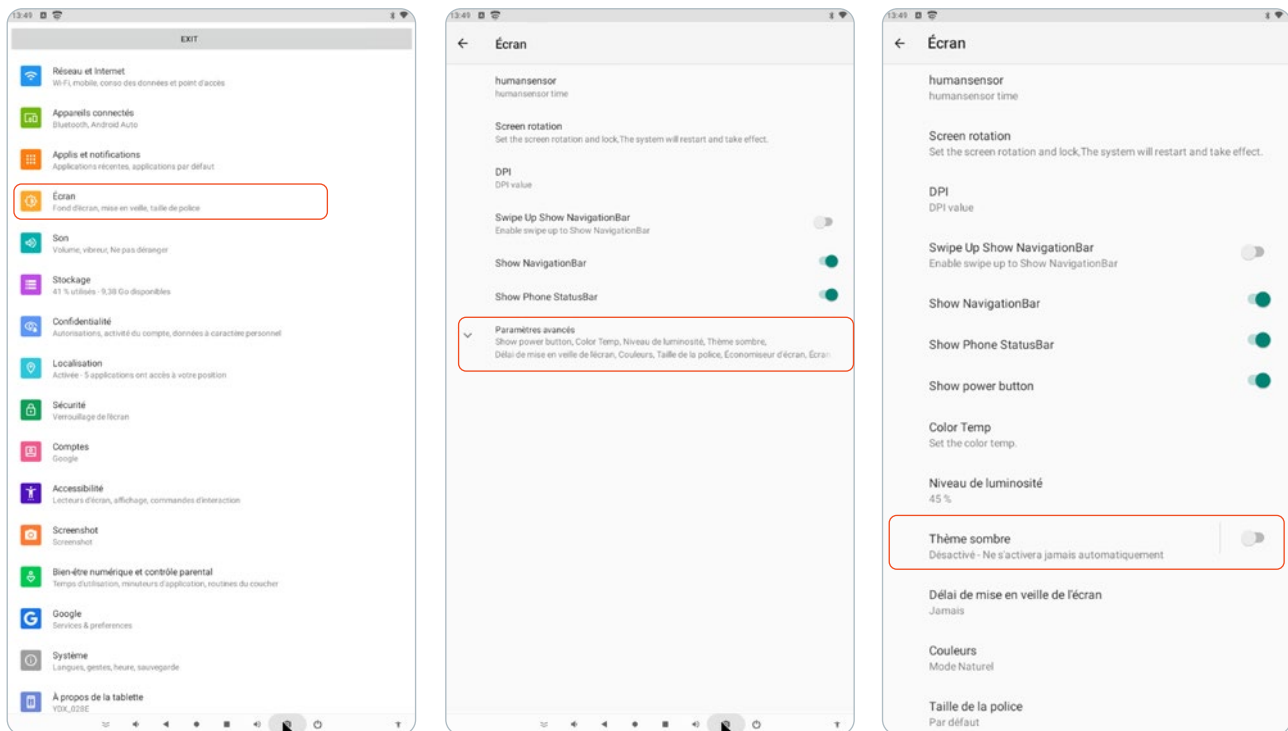 13:49
EXIT
Réseau et Internet
Wi-Fi, mobile, conso des données et point d'accès
Appareils connectés
Bluetooth, Android Auto
Applis et notifications
Applications récentes, applications par défaut
Écran
Fond d'écran, mise en veille, taille de police
Son
Volume, vibreur, Ne pas déranger
Stockage
41 % utilisés - 9,38 Go disponibles
Confidentialité
Autorisations, activité du compte, données à caractère personnel
Localisation
Activée - 5 applications ont accès à votre position
Sécurité
Verrouillage de l'écran
Comptes
Google
Accessibilité
Lecteurs d'écran, affichage, commandes d'interaction
Screenshot
Screenshot
Bien-être numérique et contrôle parental
Temps d'utilisation, minuteurs d'application, routines du coucher
Google
Services & preferences
Système
Langues, gestes, heure, sauvegarde
À propos de la tablette
YDX_028E
13:49
Écran
humansensor
humansensor time
Screen rotation
Set the screen rotation and lock,The system will restart and take effect.
DPI
DPI value
Swipe Up Show NavigationBar
Enable swipe up to Show NavigationBar
Show NavigationBar
Show Phone StatusBar
Paramètres avancés
Show power button, Color Temp, Niveau de luminosité, Thème sombre,
Délai de mise en veille de l'écran, Couleurs, Taille de la police, Économiseur d'écran, Écran
13:49
Écran
humansensor
humansensor time
Screen rotation
Set the screen rotation and lock,The system will restart and take effect.
DPI
DPI value
Swipe Up Show NavigationBar
Enable swipe up to Show NavigationBar
Show NavigationBar
Show Phone StatusBar
Show power button
Color Temp
Set the color temp.
Niveau de luminosité
45 %
Thème sombre
Désactivé - Ne s'activera jamais automatiquement
Délai de mise en veille de l'écran
Jamais
Couleurs
Mode Naturel
Taille de la police
Par défaut